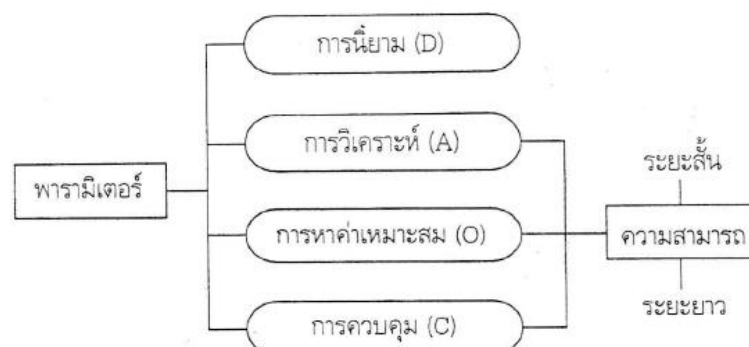 การนิยาม (D)
การวิเคราะห์ (A)
ระยะสั้น
พารามิเตอร์
การหาค่าเหมาะสม (O)
ความสามารถ
ระยะยาว
การควบคุม (C)